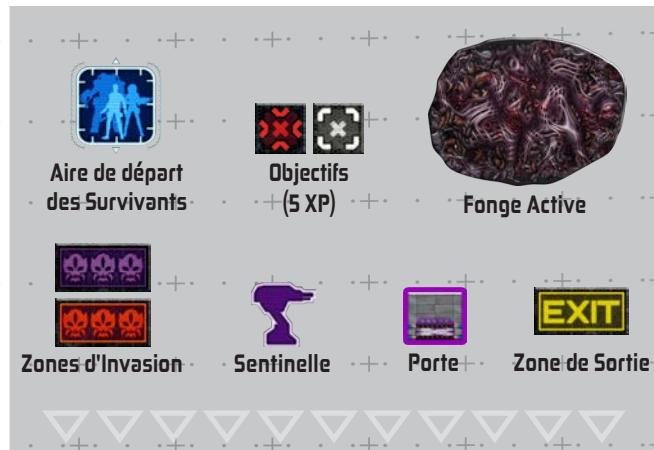 Aire de départ
des Survivants
Objectifs
(5 XP)
Fonge Active
Zones d'Invasion
Sentinelle
Porte
EXIT
Zone de Sortie